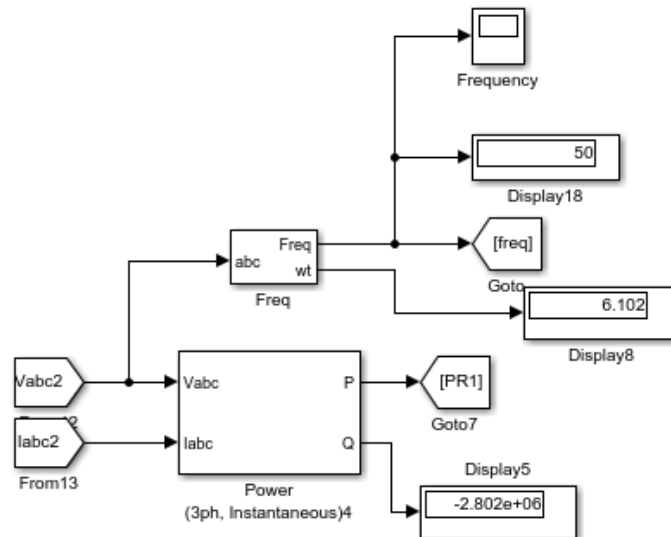 Frequency
50
Display18
Freq
abc
wt
[freq]
Goto
Freq
6.102
Display8
Vabc2
Vabc
P
[PR1]
Goto7
Iabc2
Iabc
Q
From13
Power
(3ph, Instantaneous)4
Display5
-2.802e+06